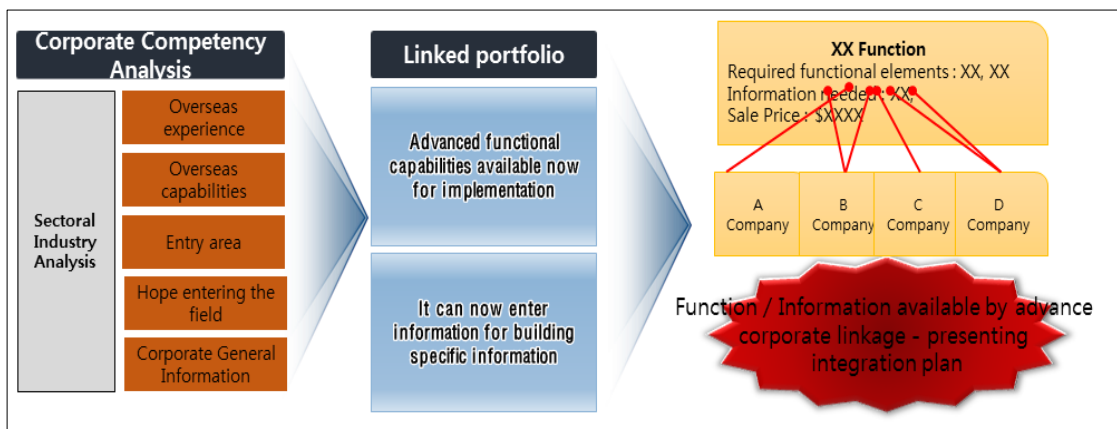 Corporate Competency
Analysis
Sectoral
Industry
Analysis
Overseas
experience
Overseas
capabilities
Entry area
Hope entering the
field
Corporate General
Information
Linked portfolio
Advanced functional
capabilities available now
for implementation
It can now enter
information for building
specific information
XX Function
Required functional elements : XX, XX
Information needed : XX,
Sale Price : $XXXX
A
Company
B
Company
C
Company
D
Company
Function / Information available by advance
corporate linkage - presenting
integration plan